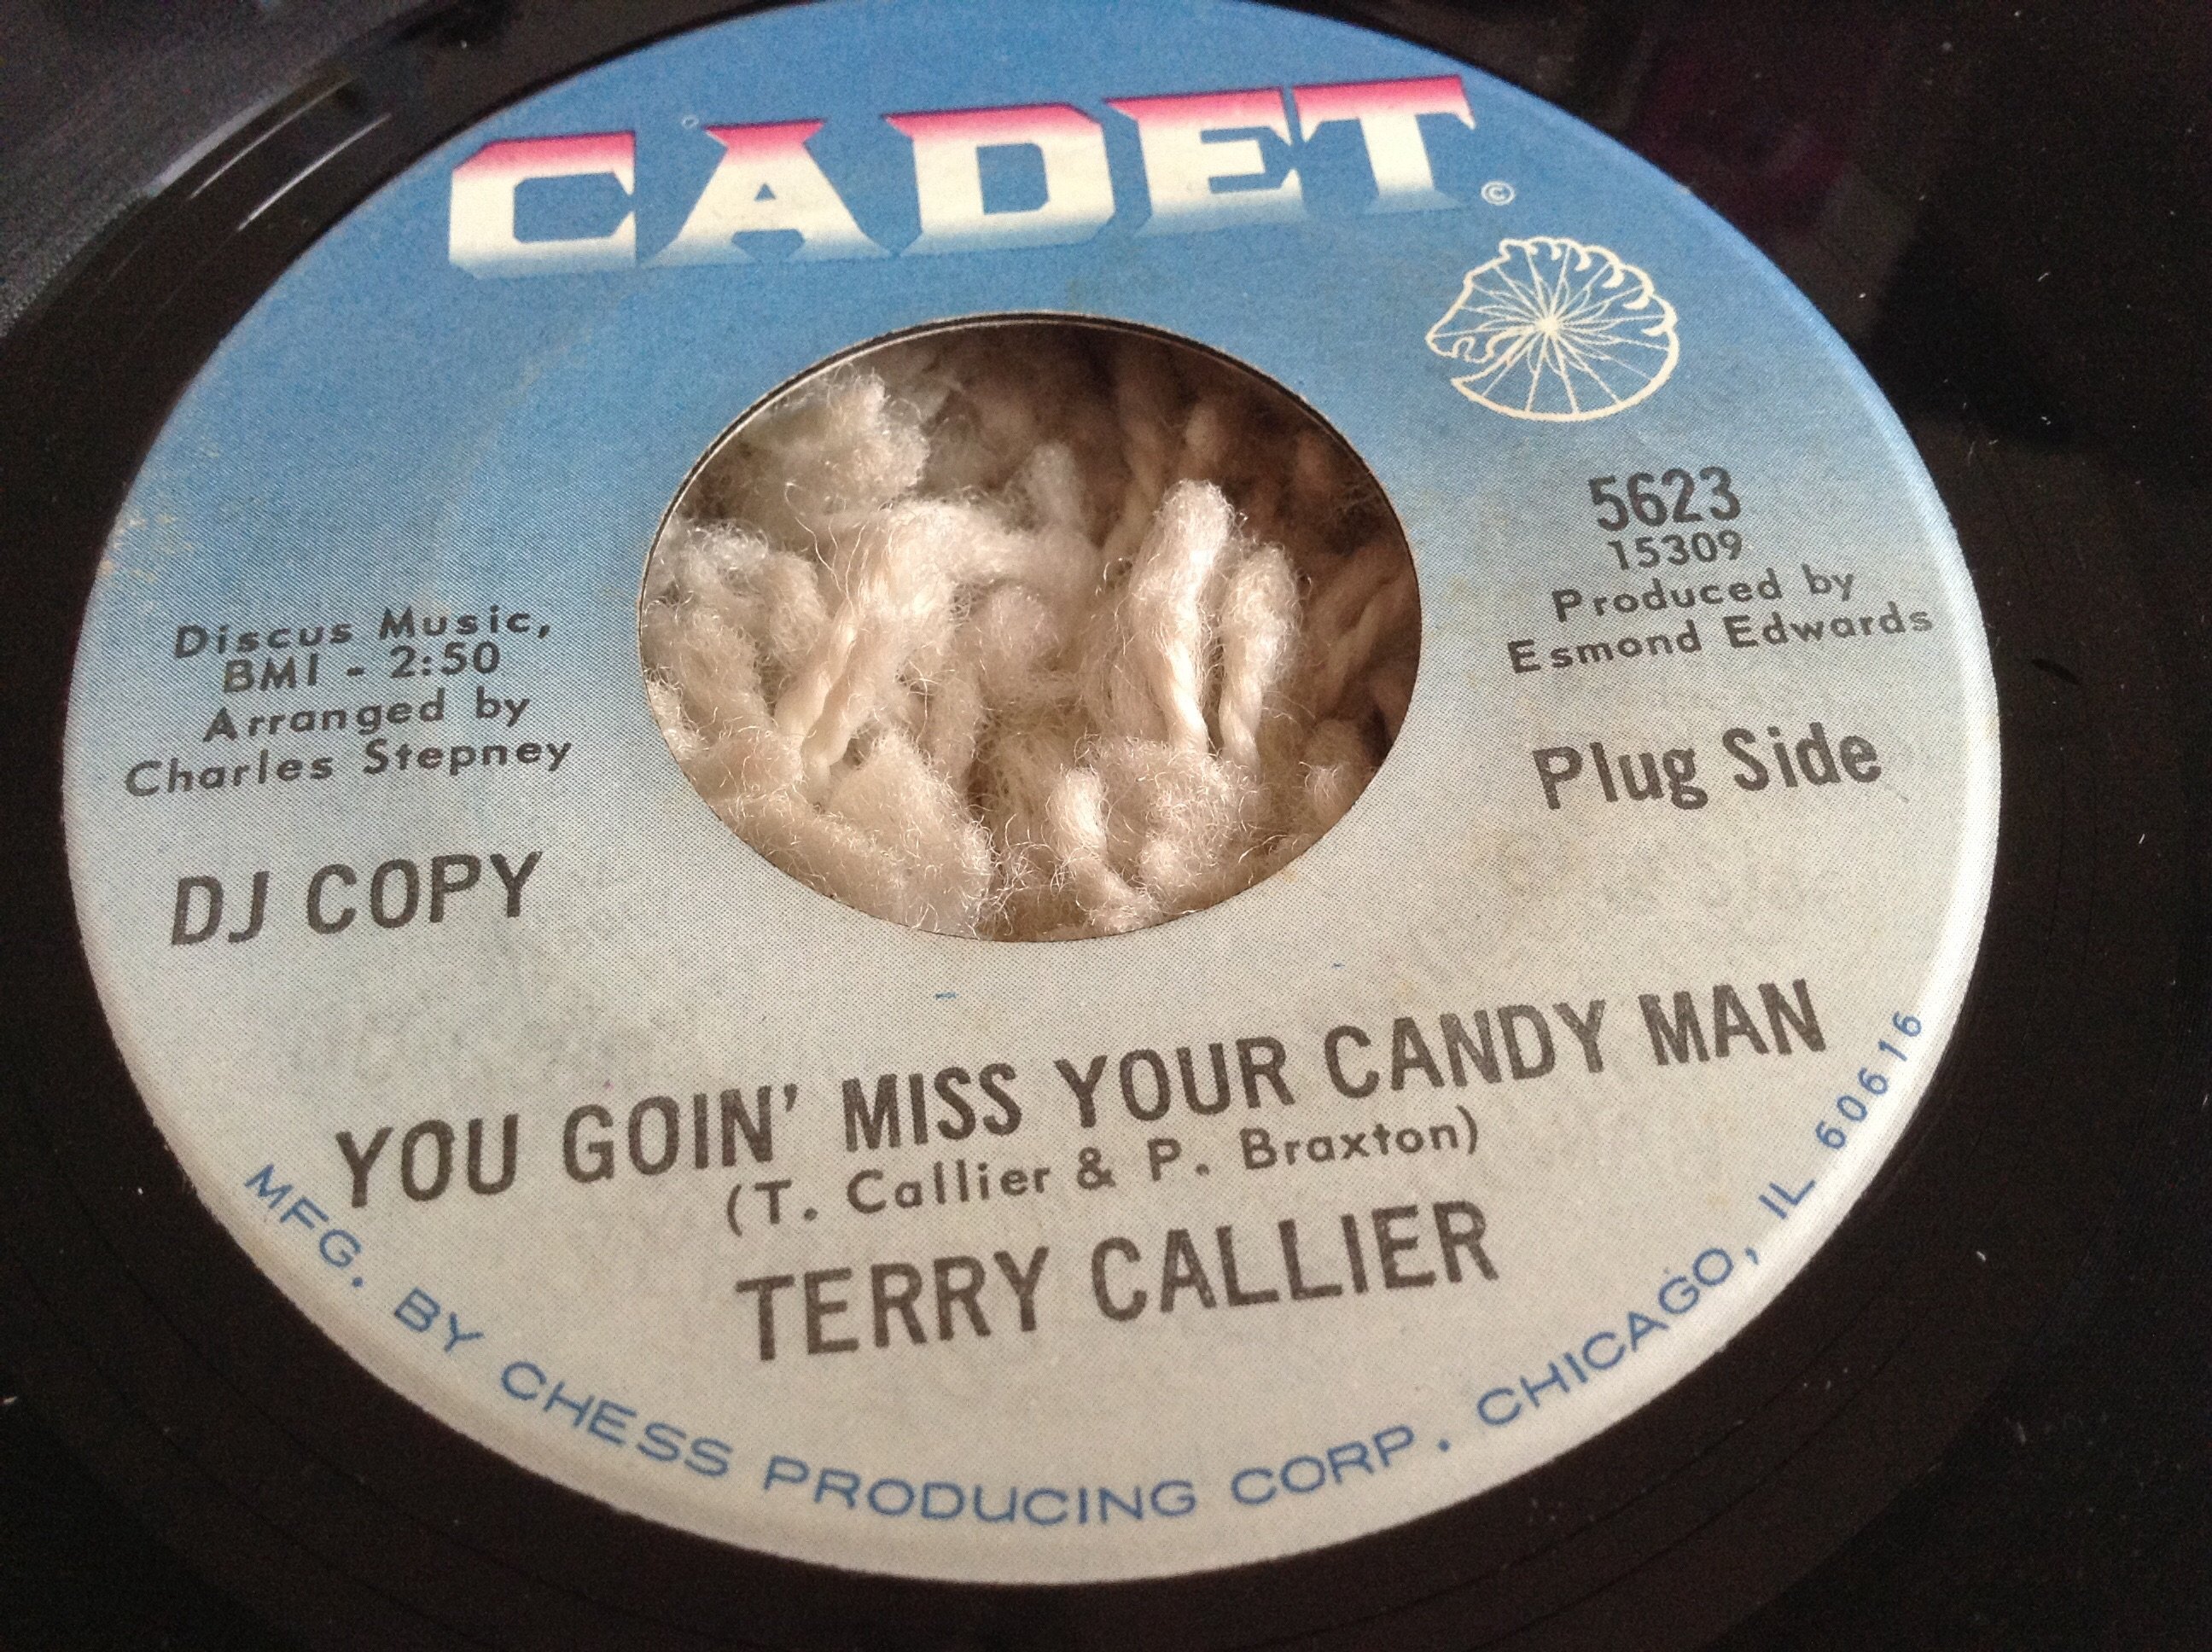 CADET
©
5623
15309
Produced by
Esmond Edwards
Plug Side
Discus Music,
BMI - 2:50
Arranged by
Charles Stepney
DJ COPY
YOU GOIN' MISS YOUR CANDY MAN
(T. Callier & P. Braxton)
TERRY CALLIER
MFG. BY CHESS PRODUCING CORP. CHICAGO, IL 60616